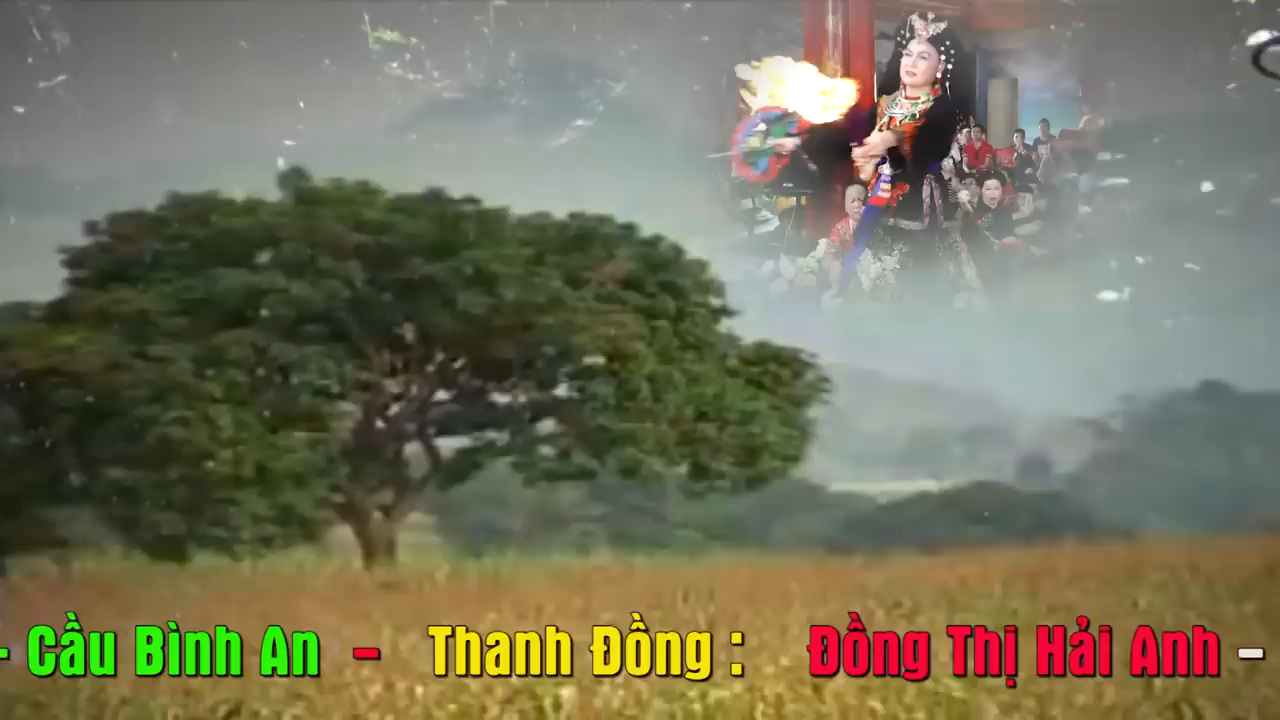 - Cầu Bình An - Thanh Đồng : Đồng Thị Hải Anh -